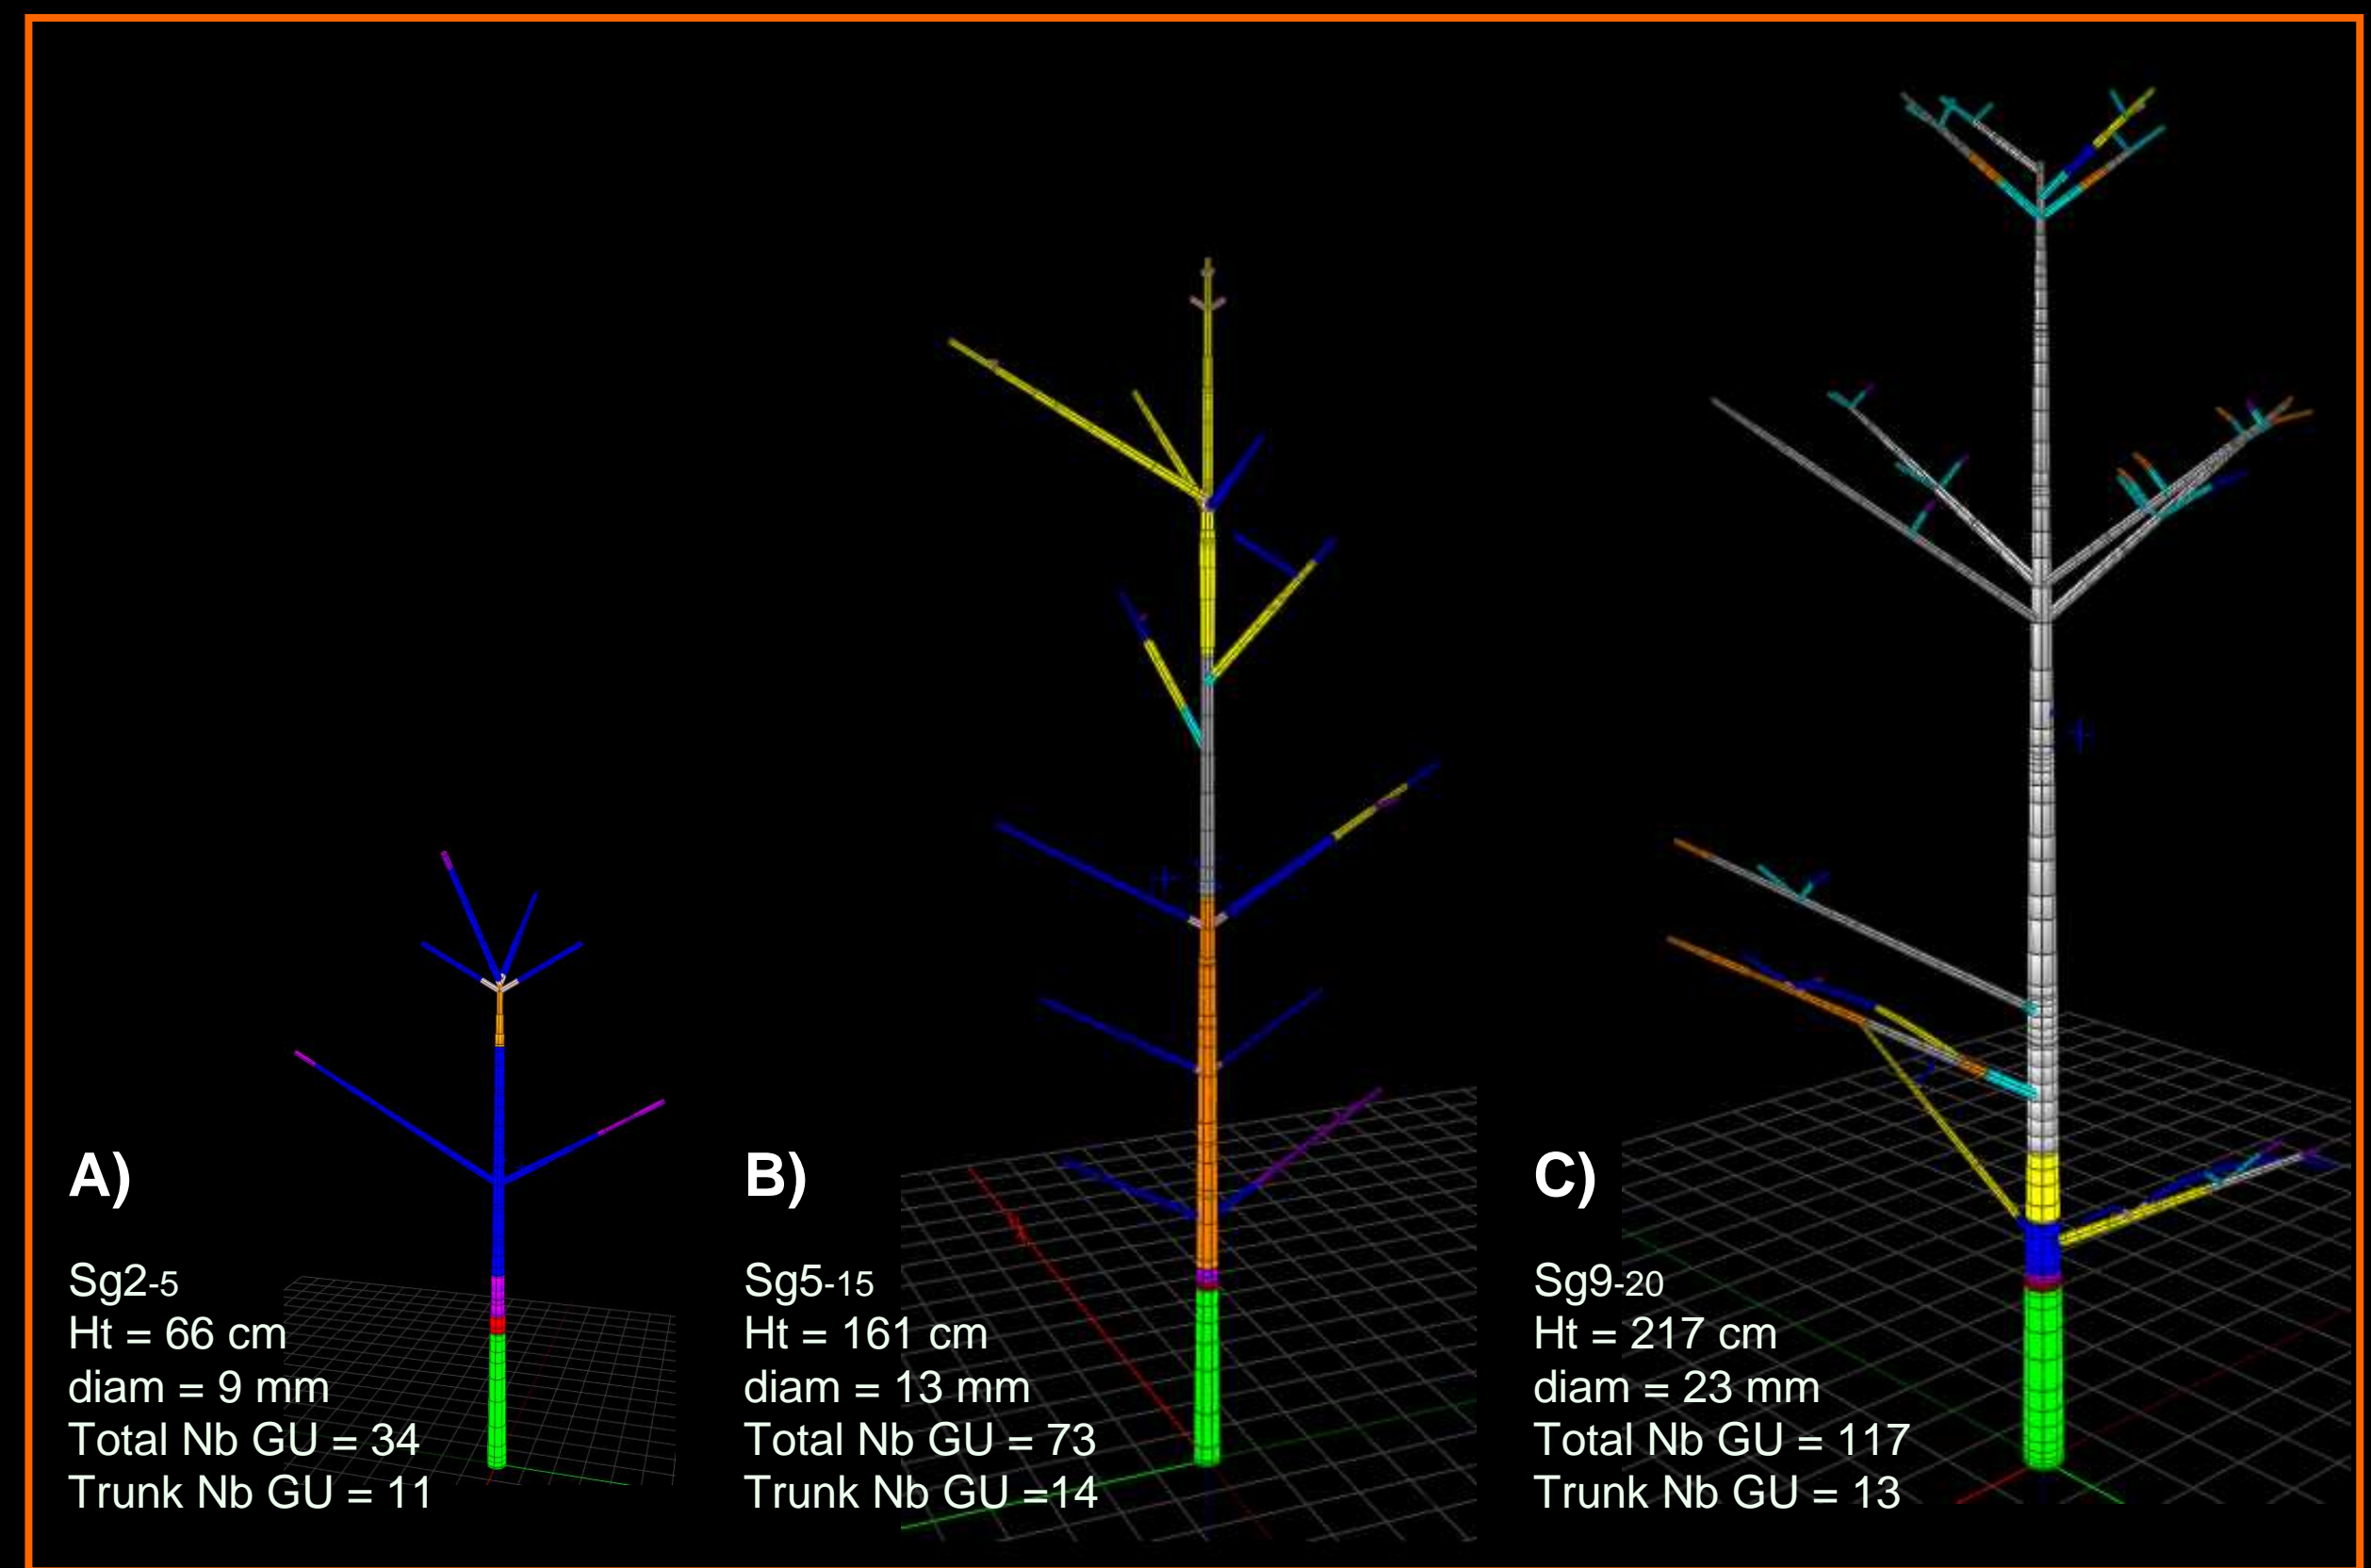 A)
Sg2-5
Ht = 66 cm
diam = 9 mm
Total Nb GU = 34
Trunk Nb GU = 11
B)
Sg5-15
Ht = 161 cm
diam = 13 mm
Total Nb GU = 73
Trunk Nb GU =14
C)
Sg9-20
Ht = 217 cm
diam = 23 mm
Total Nb GU = 117
Trunk Nb GU = 13